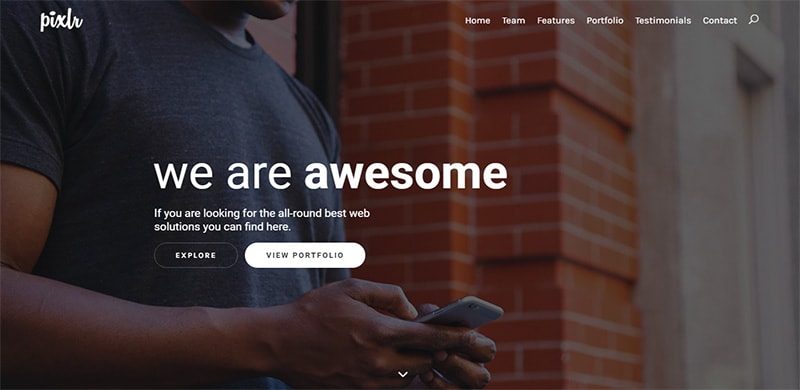 pixlr
Home Team Features Portfolio Testimonials Contact
we are awesome
If you are looking for the all-round best web
solutions you can find here.
EXPLORE
VIEW PORTFOLIO